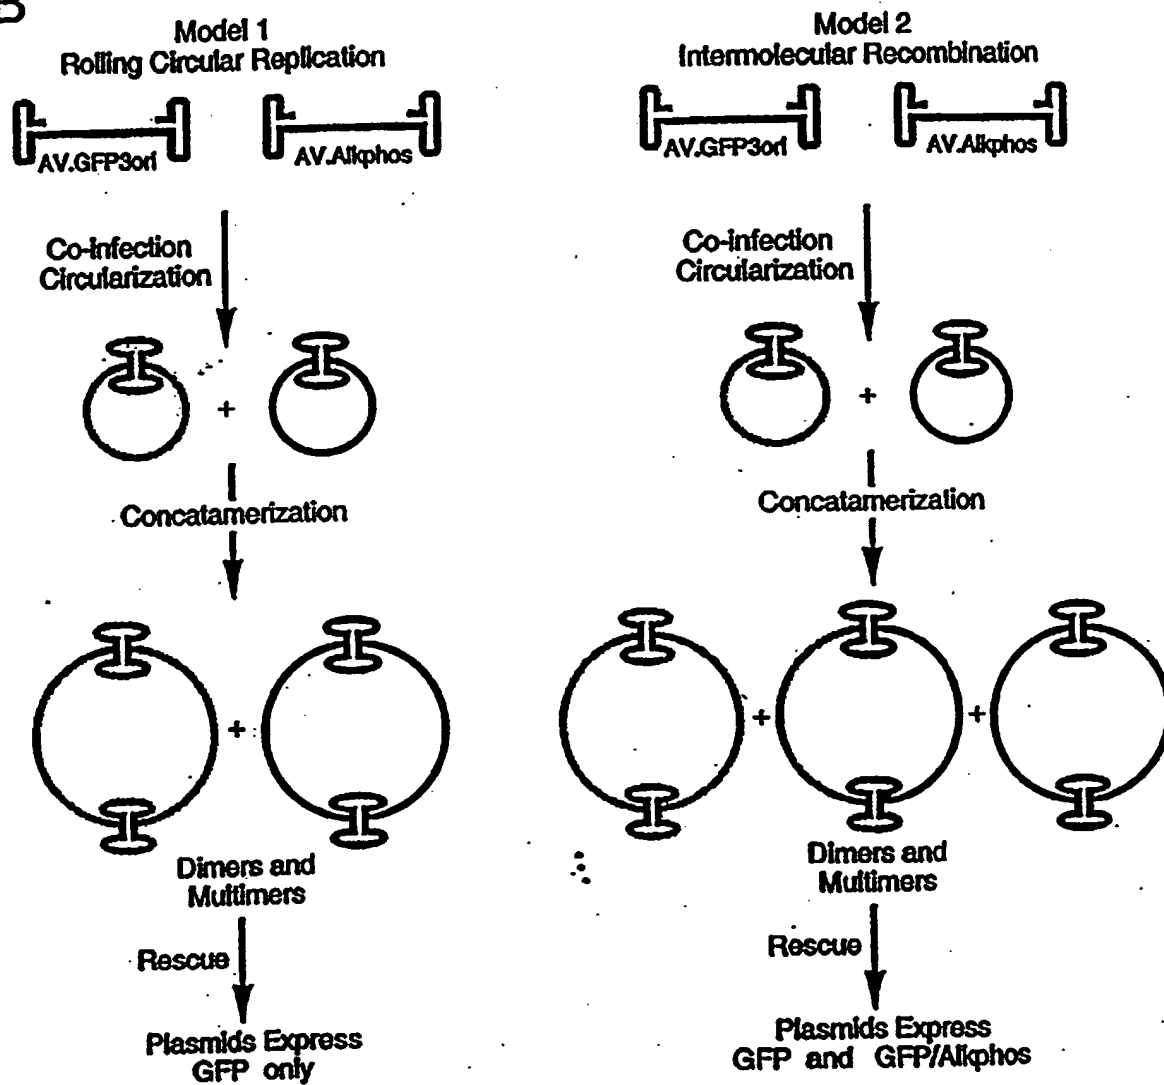 Model 1
Rolling Circular Replication
AV.GFP3ori
AV.Alkphos
Co-infection
Circularization
+
Concatamerization
+
Dimers and
Multimers
Rescue
Plasmids Express
GFP only
Model 2
Intermolecular Recombination
AV.GFP3ori
AV.Alkphos
Co-infection
Circularization
+
Concatamerization
+
+
Dimers and
Multimers
Rescue
Plasmids Express
GFP and GFP/Alkphos